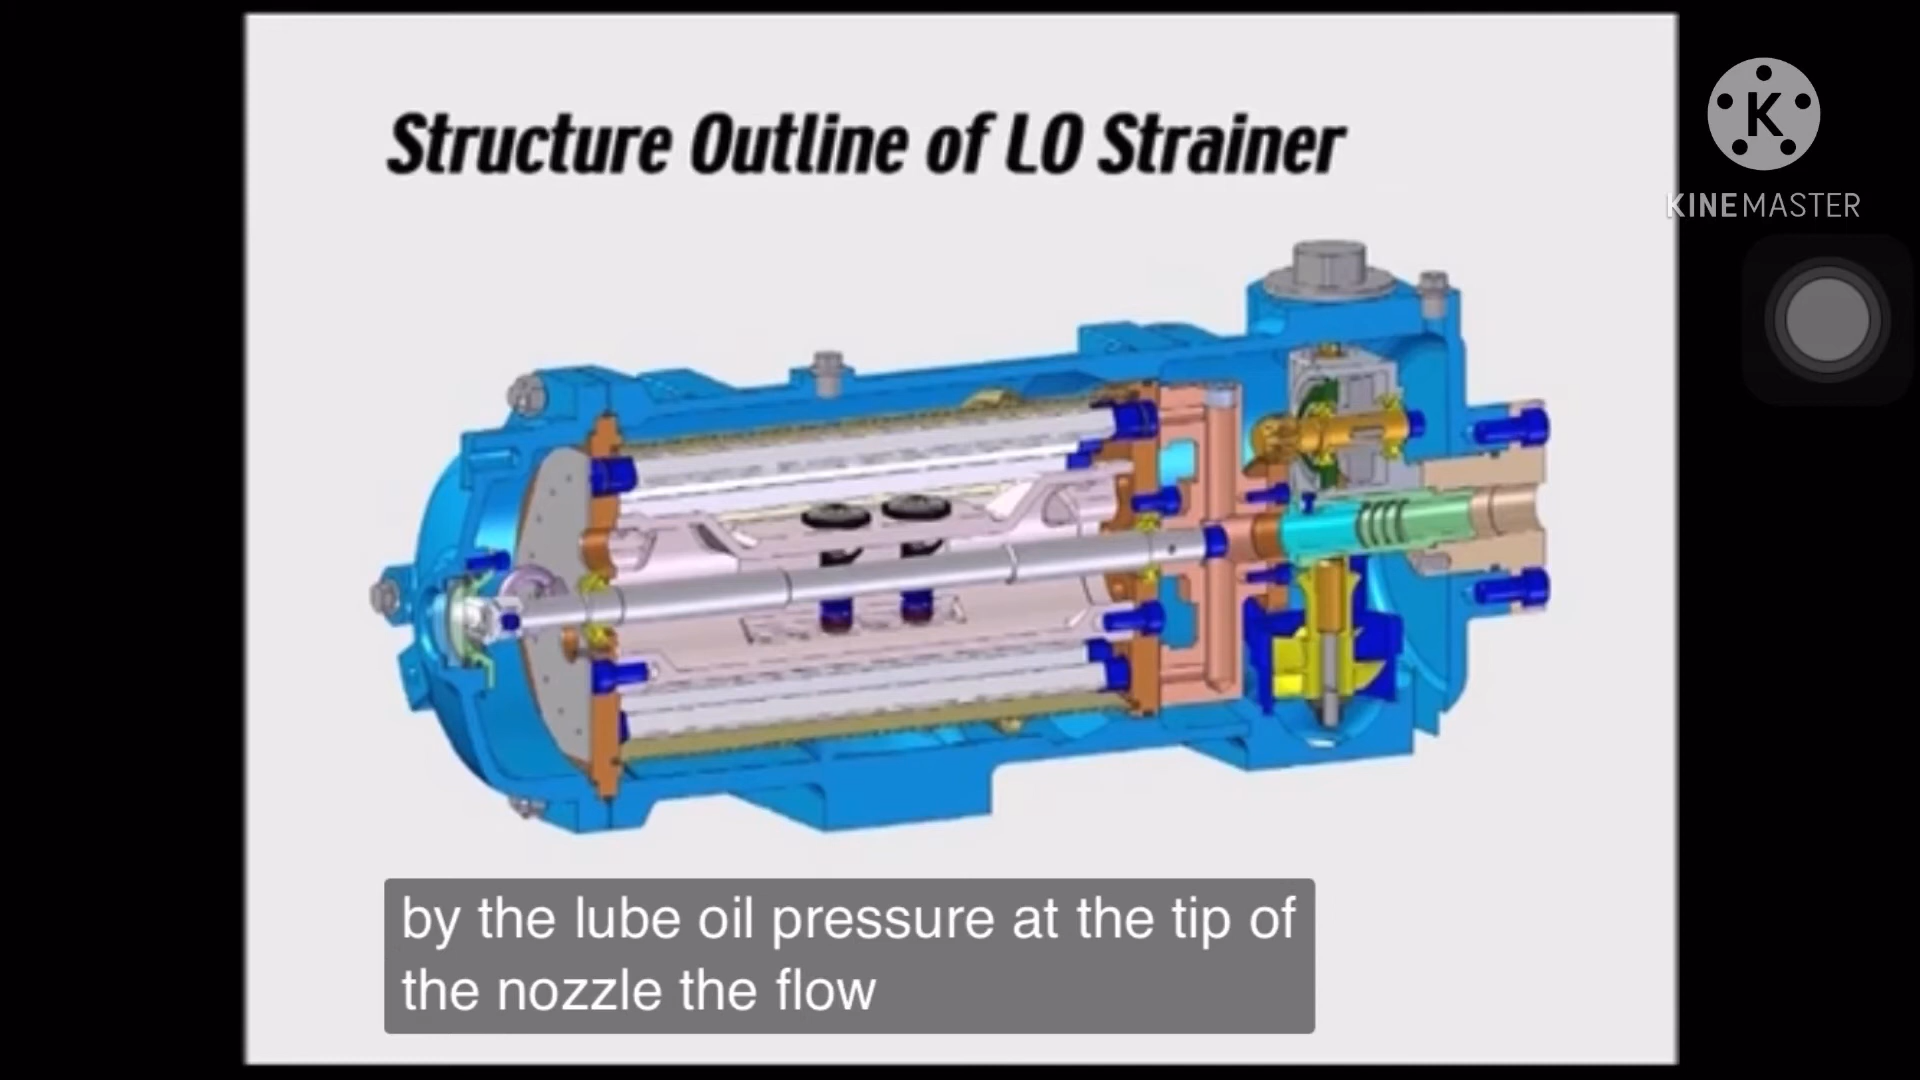 Structure Outline of LO Strainer
K
KINEMASTER
by the lube oil pressure at the tip of
the nozzle the flow